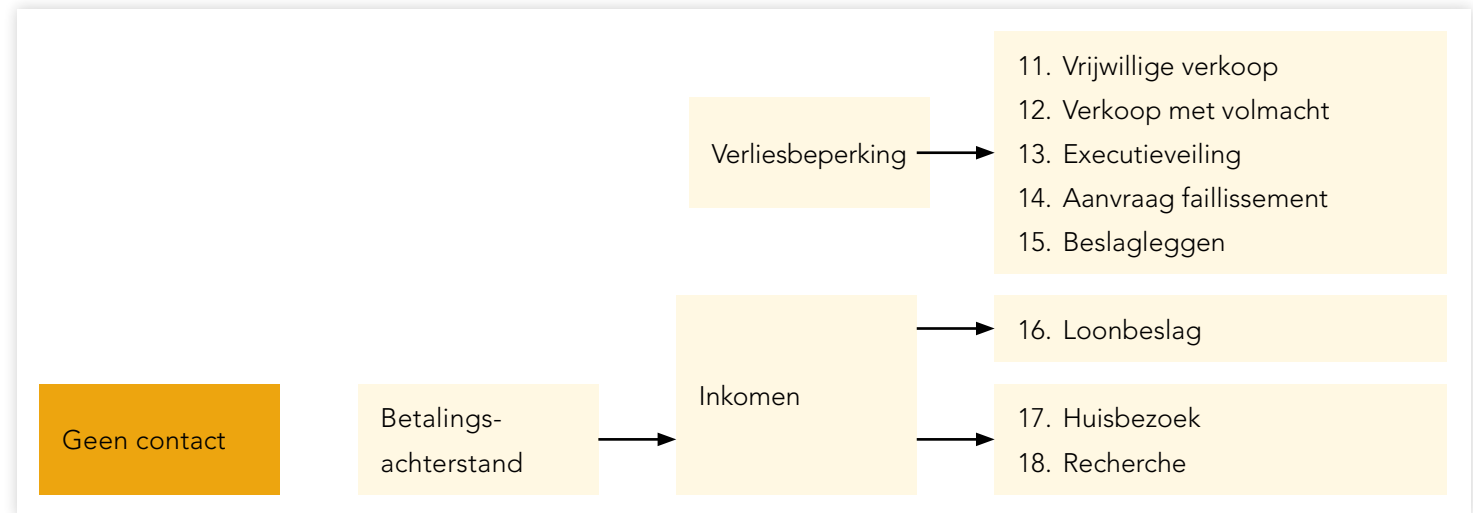 11. Vrijwillige verkoop
12. Verkoop met volmacht
Verliesbeperking
13. Executieveiling
14. Aanvraag faillissement
15. Beslagleggen
16. Loonbeslag
Inkomen
Geen contact
Betalings-
achterstand
17. Huisbezoek
18. Recherche